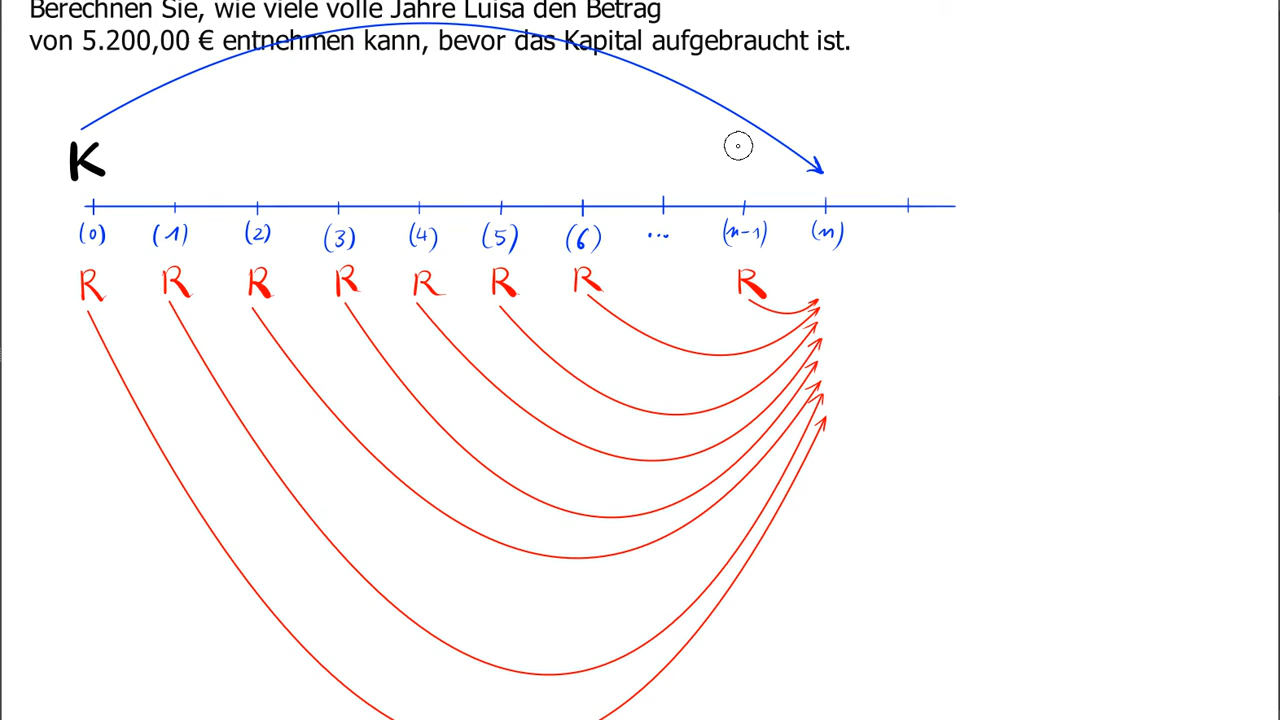 Berechnen Sie, wie viele volle Jahre Luisa den Betrag
von 5.200,00 € entnehmen kann, bevor das Kapital aufgebraucht ist.
K
(0) (1) (2) (3) (4) (5) (6) ... (n-1) (n)
R R R R R R R R